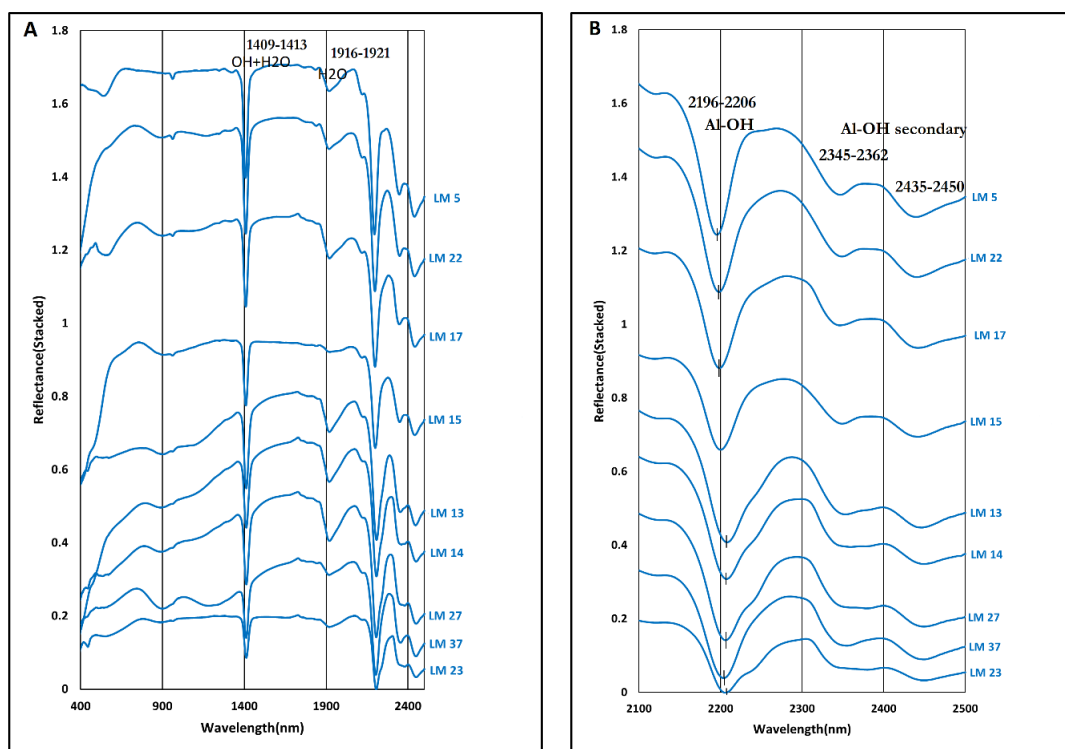 A
1.8
1.6
1.4
1.2
1
0.8
0.6
0.4
0.2
0
Reflectance(Stacked)
1409-1413
OH+H2O
1916-1921
H2O
LM 5
LM 22
LM 17
LM 15
LM 13
LM 14
LM 27
LM 37
LM 23
400 900 1400 1900 2400
Wavelength(nm)
B
1.8
1.6
1.4
1.2
1
0.8
0.6
0.4
0.2
0
Reflectance(Stacked)
2196-2206
Al-OH
Al-OH secondary
2345-2362
2435-2450
LM 5
LM 22
LM 17
LM 15
LM 13
LM 14
LM 27
LM 37
LM 23
2100 2200 2300 2400 2500
Wavelength(nm)